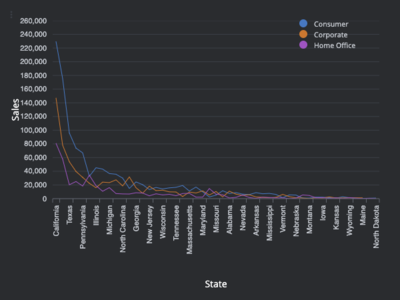 260,000
240,000
220,000
200,000
180,000
160,000
140,000
120,000
100,000
80,000
60,000
40,000
20,000
0
Sales
Consumer
Corporate
Home Office
California
Texas
Pennsylvania
Illinois
Michigan
North Carolina
Georgia
New Jersey
Wisconsin
Tennessee
Massachusetts
Maryland
Missouri
Alabama
Nevada
Arkansas
Mississippi
Vermont
Nebraska
Montana
Iowa
Kansas
Wyoming
Maine
North Dakota
State